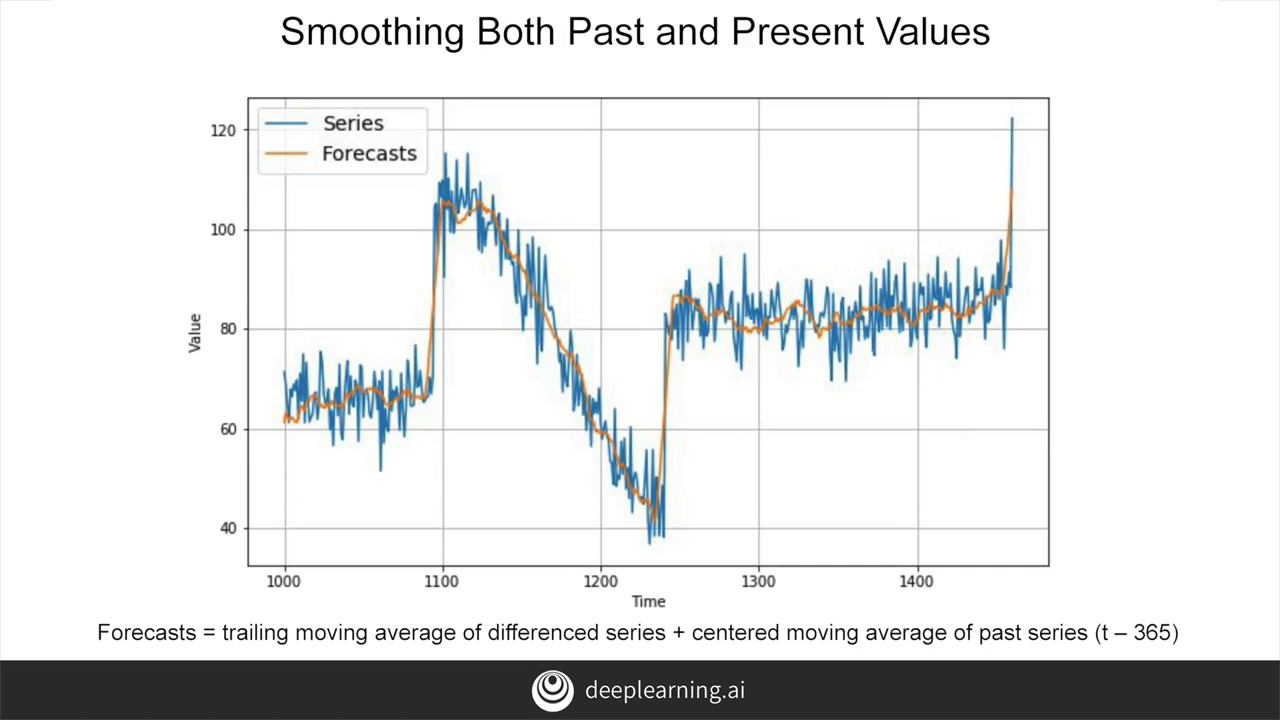 Smoothing Both Past and Present Values
Series
Forecasts
120
100
80
60
40
Value
1000 1100 1200 1300 1400
Time
Forecasts = trailing moving average of differenced series + centered moving average of past series (t – 365)
deeplearning.ai